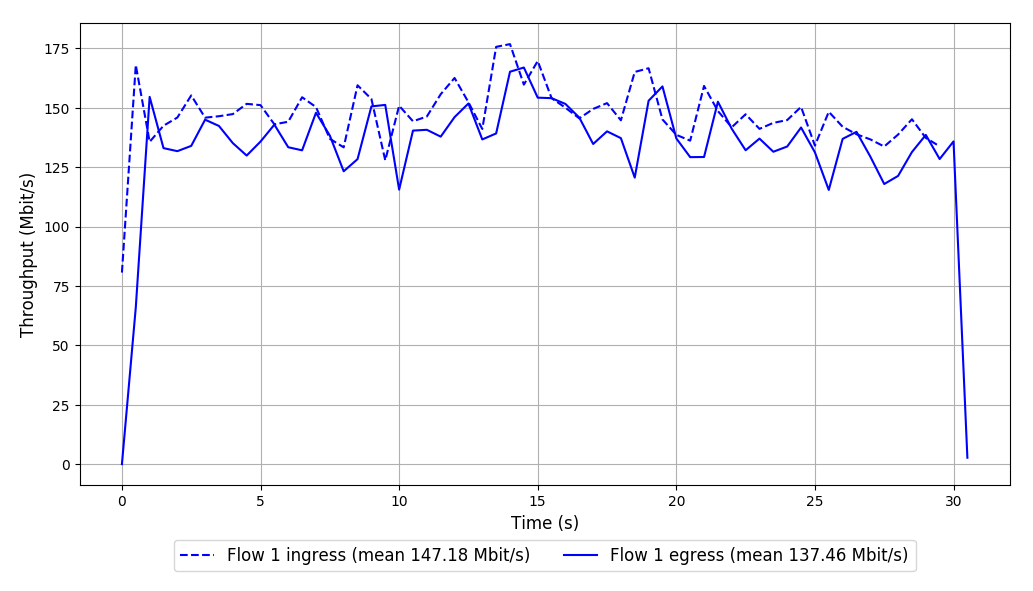 175
150
125
100
75
50
25
0
Throughput (Mbit/s)
0 5 10 15 20 25 30
Time (s)
Flow 1 ingress (mean 147.18 Mbit/s) Flow 1 egress (mean 137.46 Mbit/s)